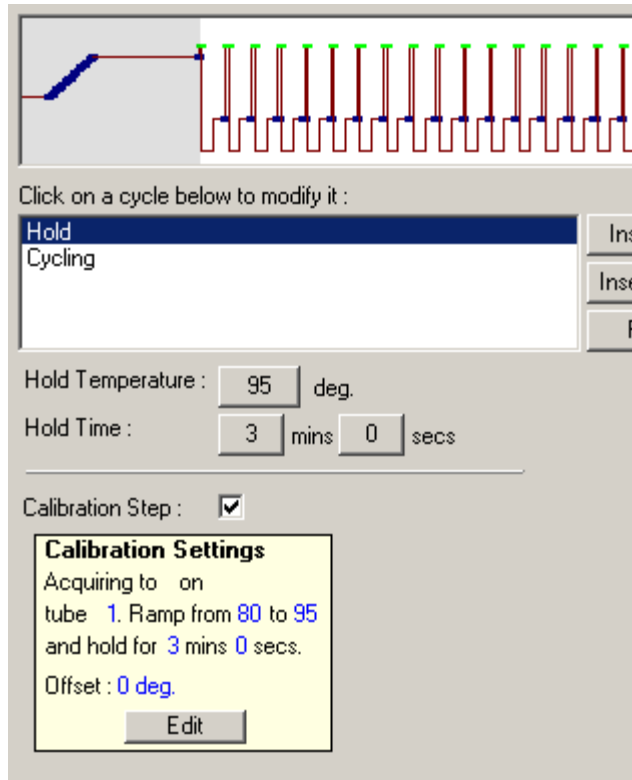 Click on a cycle below to modify it :
Hold
Cycling
Ins
Inse
Hold Temperature : 95 deg.
Hold Time : 3 mins 0 secs
Calibration Step :
Calibration Settings
Acquiring to on
tube 1. Ramp from 80 to 95
and hold for 3 mins 0 secs.
Offset : 0 deg.
Edit